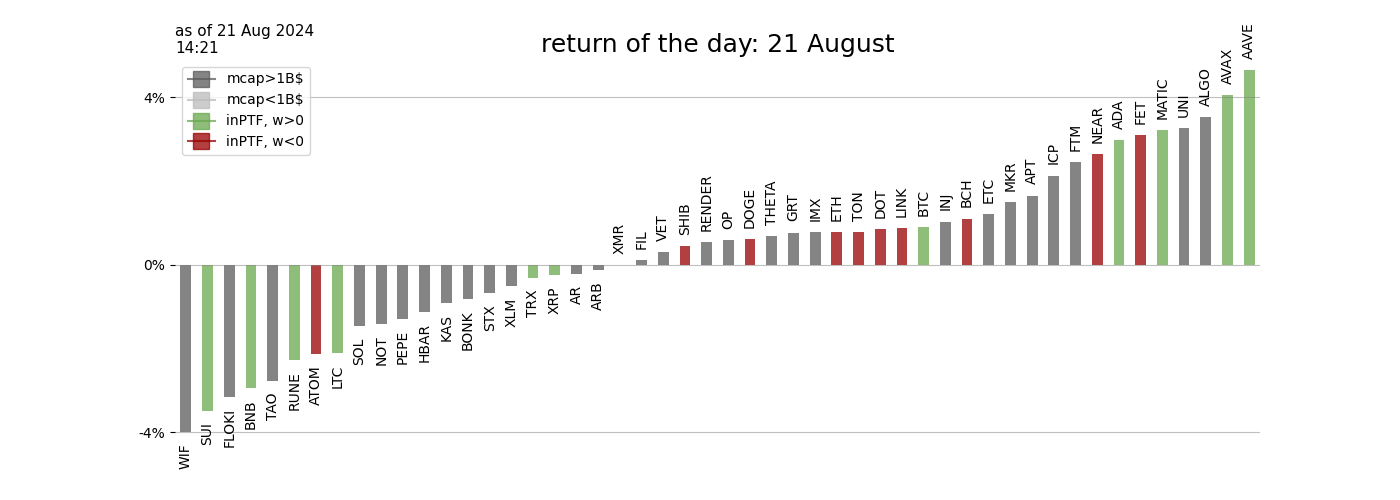 as of 21 Aug 2024
14:21
return of the day: 21 August
mcap>1B$
mcap<1B$
inPTF, w>0
inPTF, w<0
4%
0%
-4%
WIF
SUI
FLOKI
BNB
TAO
RUNE
ATOM
LTC
SOL
NOT
PEPE
HBAR
KAS
BONK
STX
XLM
TRX
XRP
AR
ARB
XMR
FIL
VET
SHIB
RENDER
OP
DOGE
THETA
GRT
IMX
ETH
TON
DOT
LINK
BTC
INJ
BCH
ETC
MKR
APT
ICP
FTM
NEAR
ADA
FET
MATIC
UNI
ALGO
AVAX
AAVE